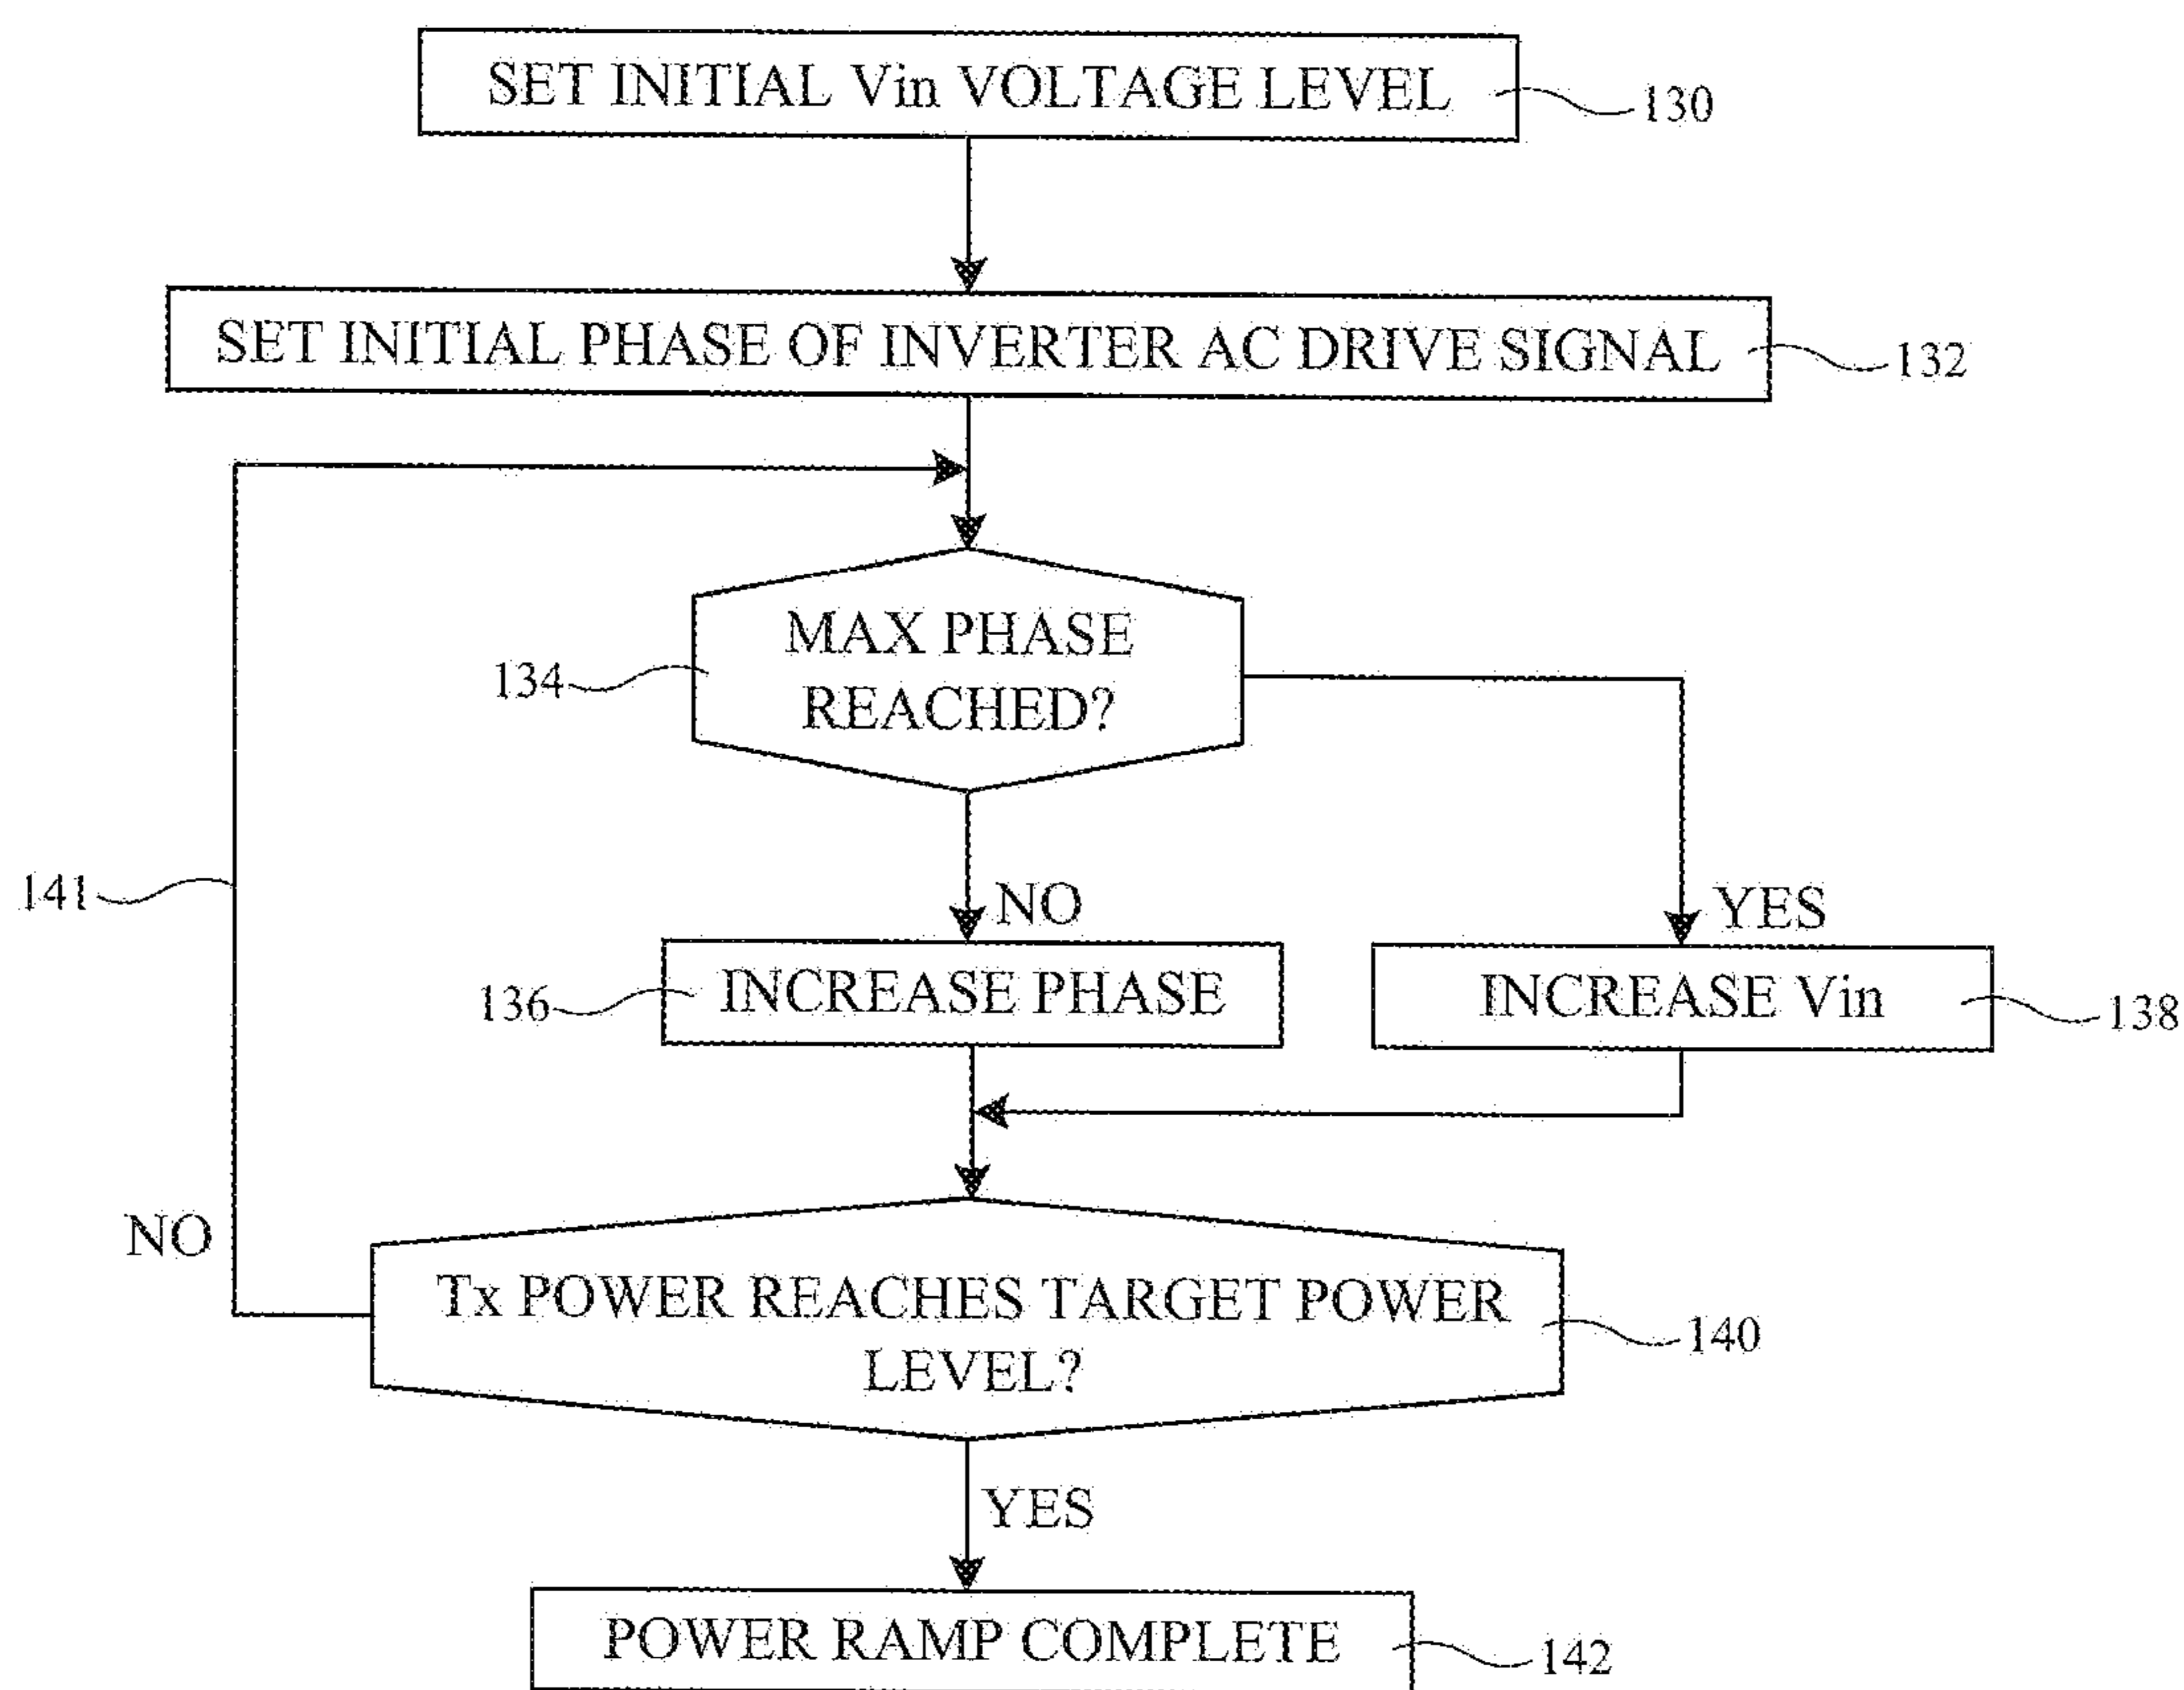 SET INITIAL Vin VOLTAGE LEVEL
130
SET INITIAL PHASE OF INVERTER AC DRIVE SIGNAL
132
MAX PHASE
REACHED?
134
141
NO
YES
136
INCREASE PHASE
INCREASE Vin
138
NO
Tx POWER REACHES TARGET POWER
LEVEL?
140
YES
POWER RAMP COMPLETE
142